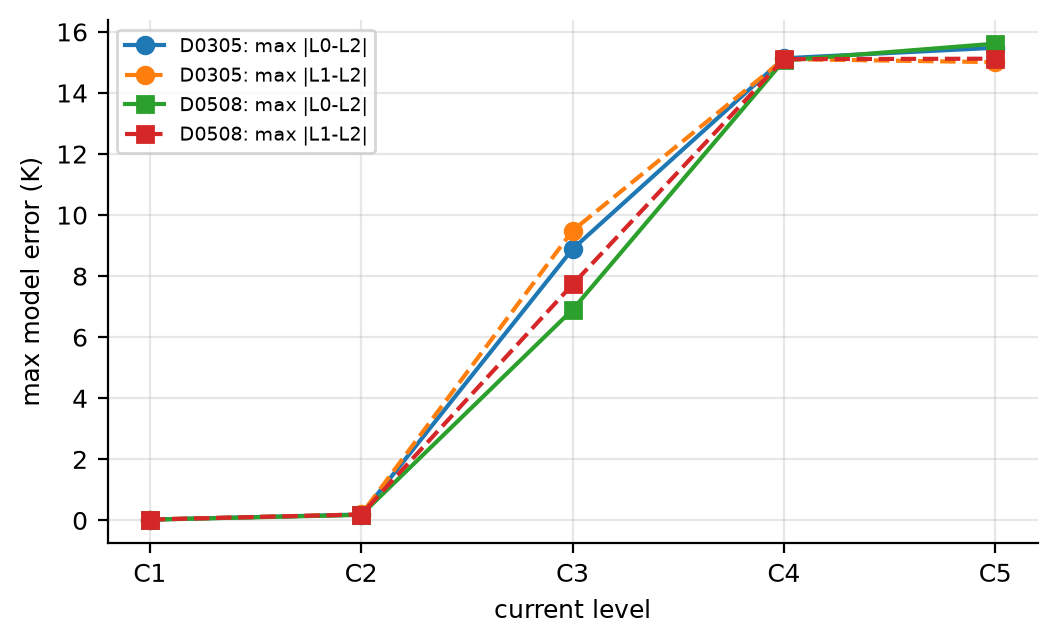 16
14
12
10
8
6
4
2
0
max model error (K)
D0305: max |L0-L2|
D0305: max |L1-L2|
D0508: max |L0-L2|
D0508: max |L1-L2|
C1 C2 C3 C4 C5
current level